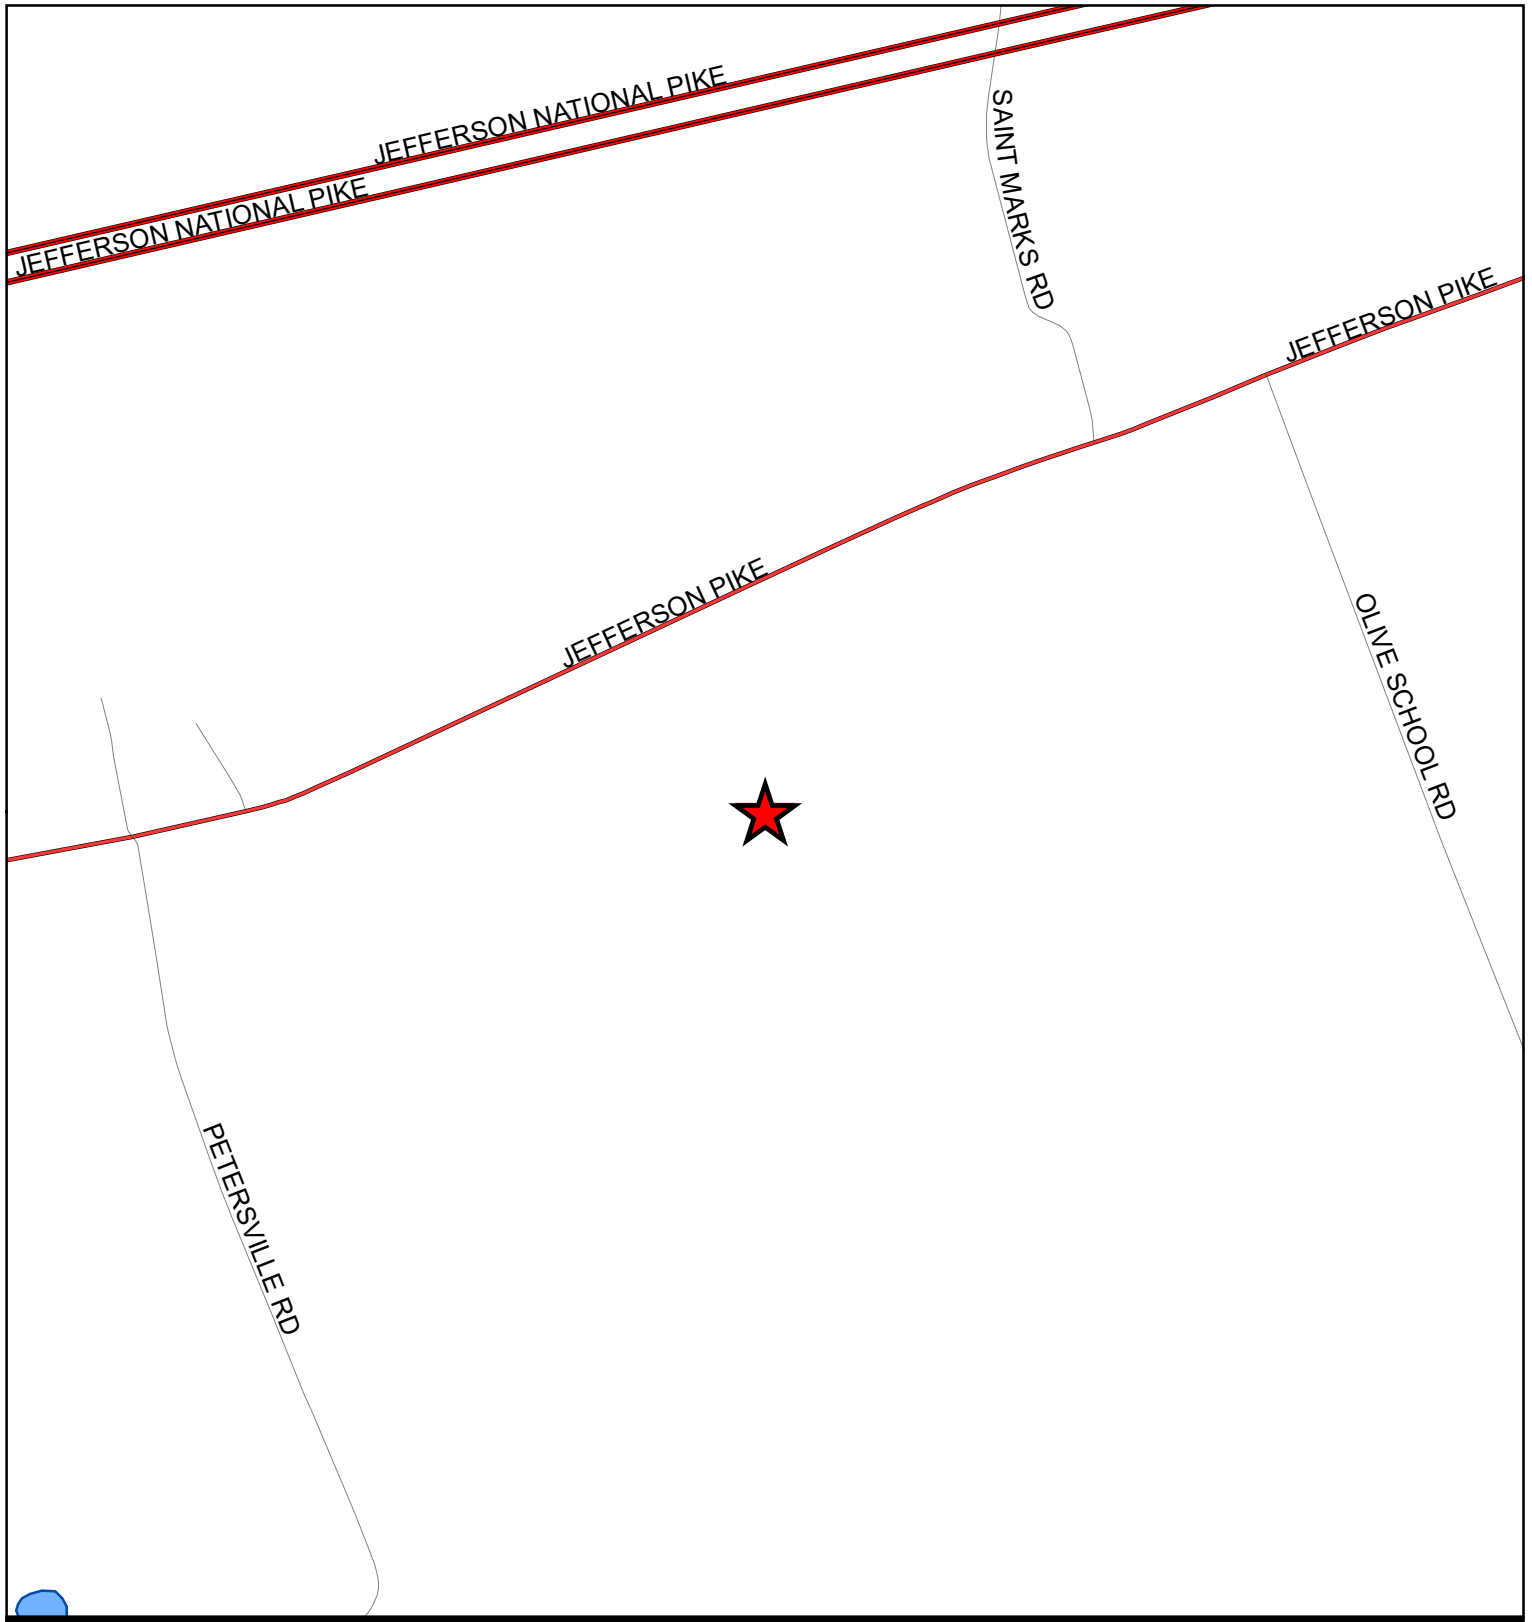 JEFFERSON NATIONAL PIKE
JEFFERSON NATIONAL PIKE
SAINT MARKS RD
JEFFERSON PIKE
JEFFERSON PIKE
OLIVE SCHOOL RD
PETERSVILLE RD